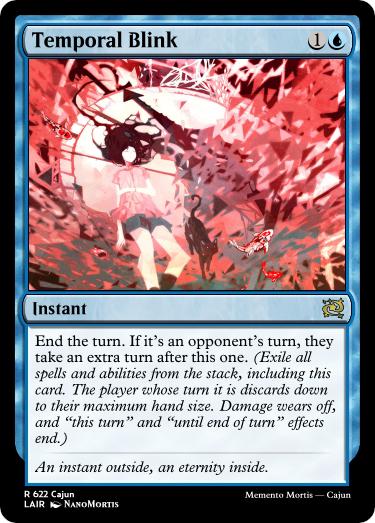 Temporal Blink 1
Instant
End the turn. If it's an opponent's turn, they
take an extra turn after this one. (Exile all
spells and abilities from the stack, including this
card. The player whose turn it is discards down
to their maximum hand size. Damage wears off,
and “this turn” and “until end of turn” effects
end.)
An instant outside, an eternity inside.
R 622 Cajun
LAIR NanoMortis
Memento Mortis — Cajun